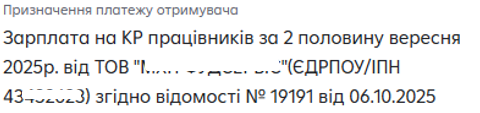 Призначення платежу отримувача
Зарплата на КР працівників за 2 половину вересня
2025р. від ТОВ "(ЄДРПОУ/ІПН
згідно відомості № 19191 від 06.10.2025